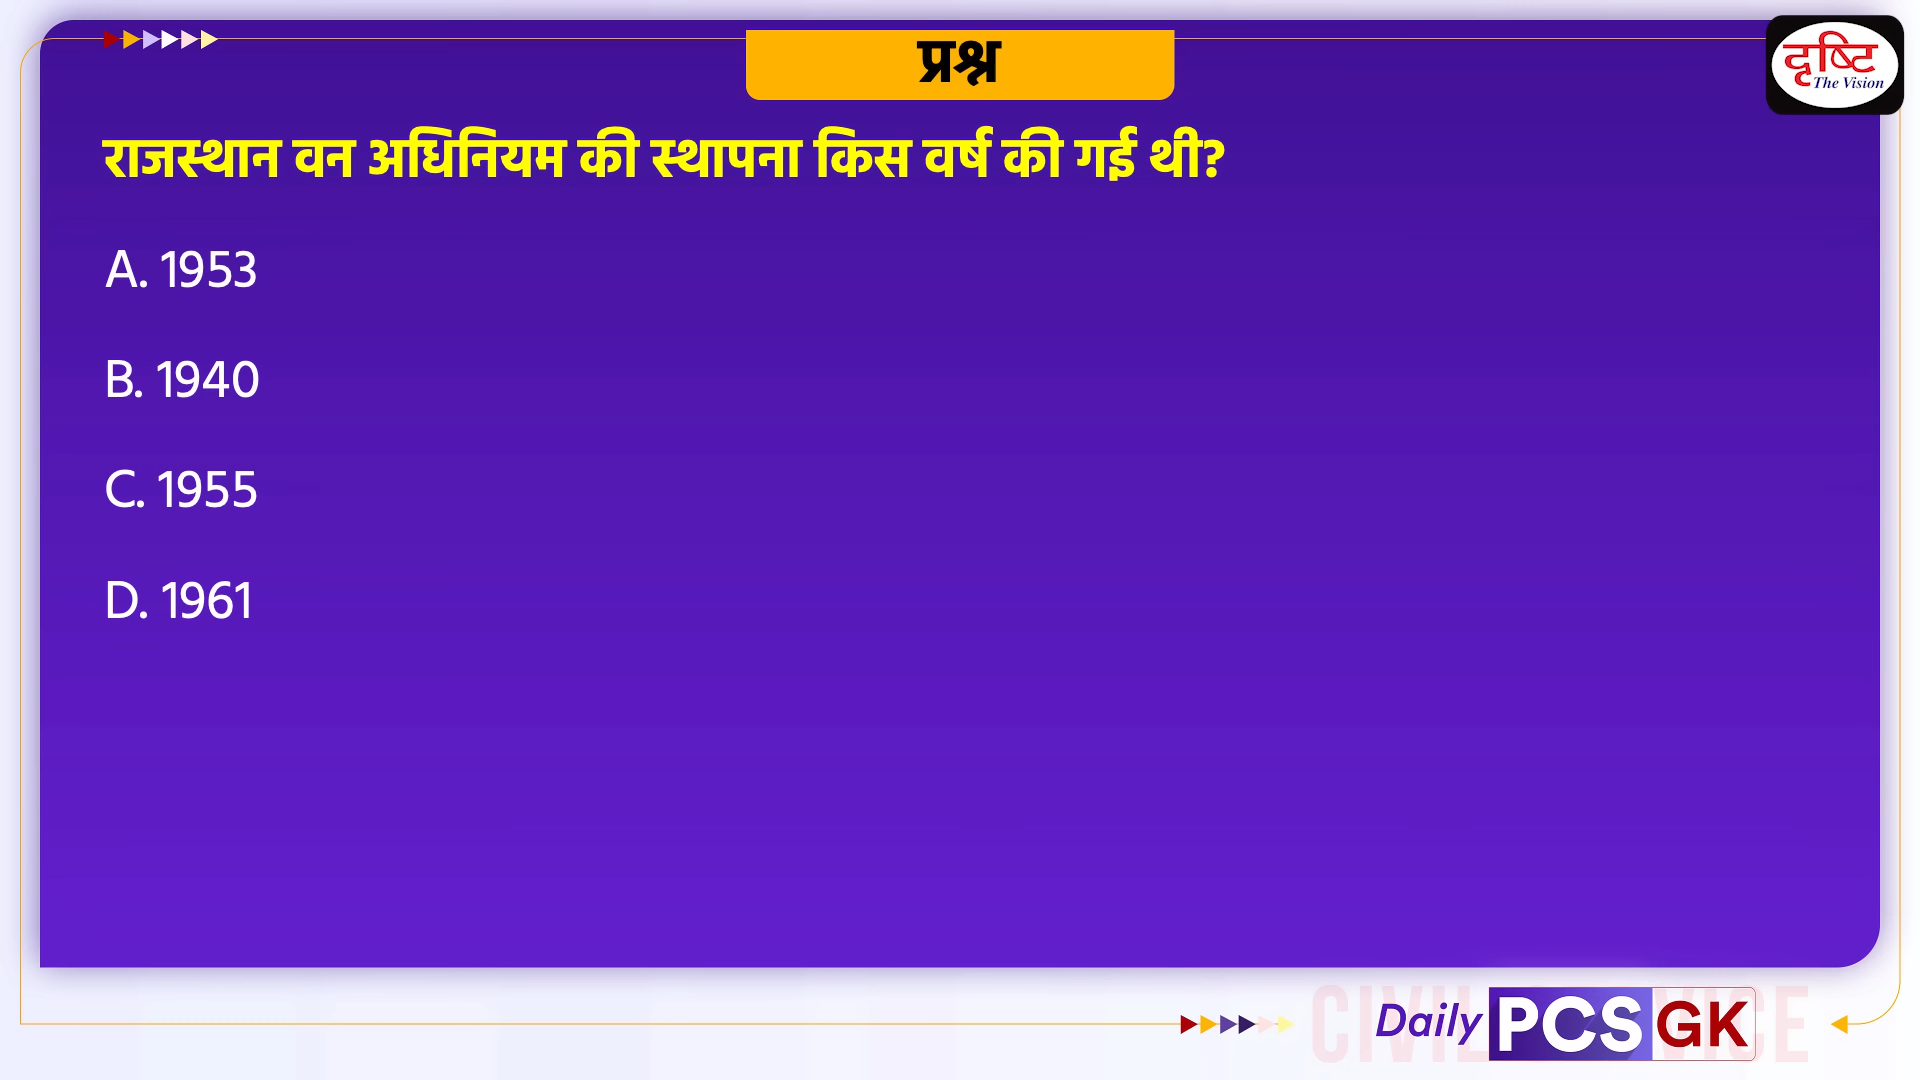 प्रश्न
दृष्टि
The Vision
राजस्थान वन अधिनियम की स्थापना किस वर्ष की गई थी?
A. 1953
B. 1940
C. 1955
D. 1961
Daily PCS GK